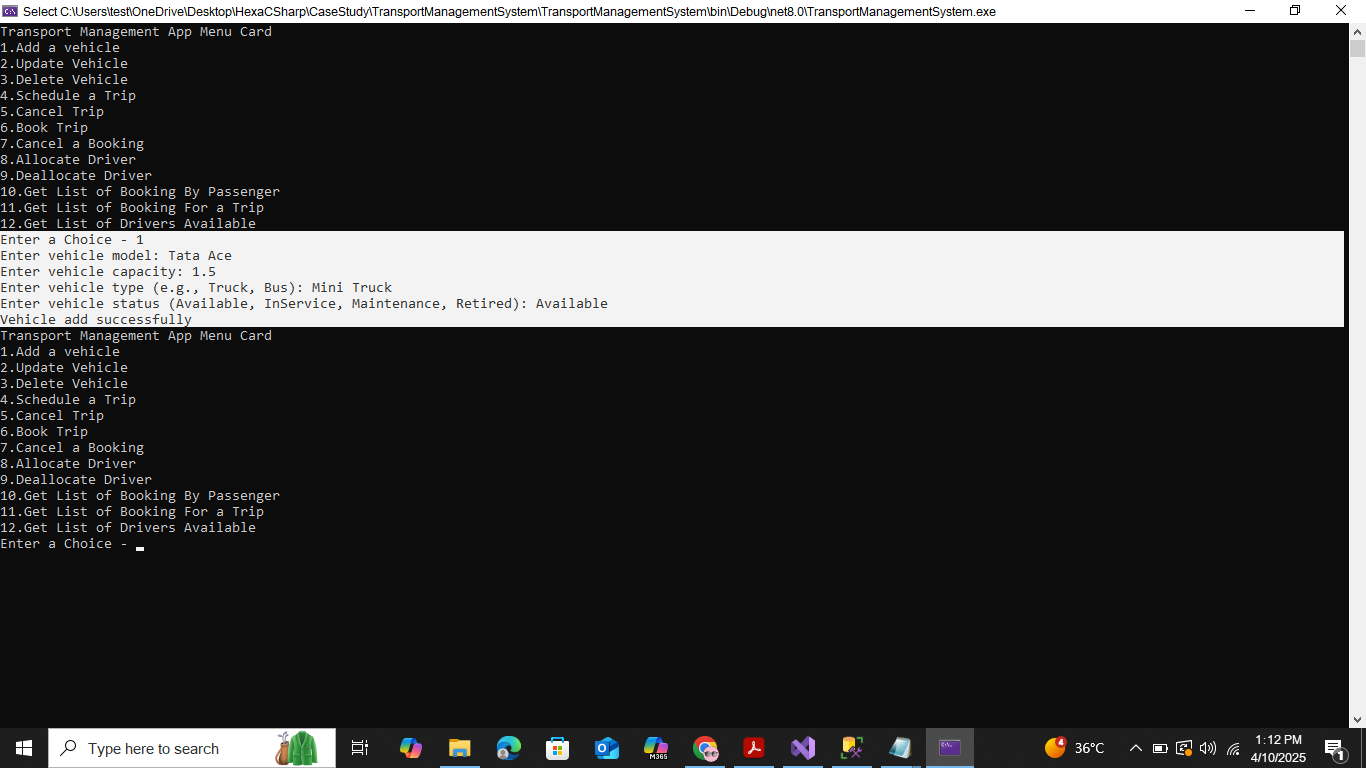 Select C:\Users\test\OneDrive\Desktop\HexaCSharp\CaseStudy\TransportManagementSystem\TransportManagementSystem\bin\Debug\net8.0\TransportManagementSystem.exe
Transport Management App Menu Card
1.Add a vehicle
2.Update Vehicle
3.Delete Vehicle
4.Schedule a Trip
5.Cancel Trip
6.Book Trip
7.Cancel a Booking
8.Allocate Driver
9.Deallocate Driver
10.Get List of Booking By Passenger
11.Get List of Booking For a Trip
12.Get List of Drivers Available
Enter a Choice - 1
Enter vehicle model: Tata Ace
Enter vehicle capacity: 1.5
Enter vehicle type (e.g., Truck, Bus): Mini Truck
Enter vehicle status (Available, InService, Maintenance, Retired): Available
Vehicle add successfully
Transport Management App Menu Card
1.Add a vehicle
2.Update Vehicle
3.Delete Vehicle
4.Schedule a Trip
5.Cancel Trip
6.Book Trip
7.Cancel a Booking
8.Allocate Driver
9.Deallocate Driver
10.Get List of Booking By Passenger
11.Get List of Booking For a Trip
12.Get List of Drivers Available
Enter a Choice -
Type here to search
M365
4
36°C
1:12 PM
4/10/2025
1